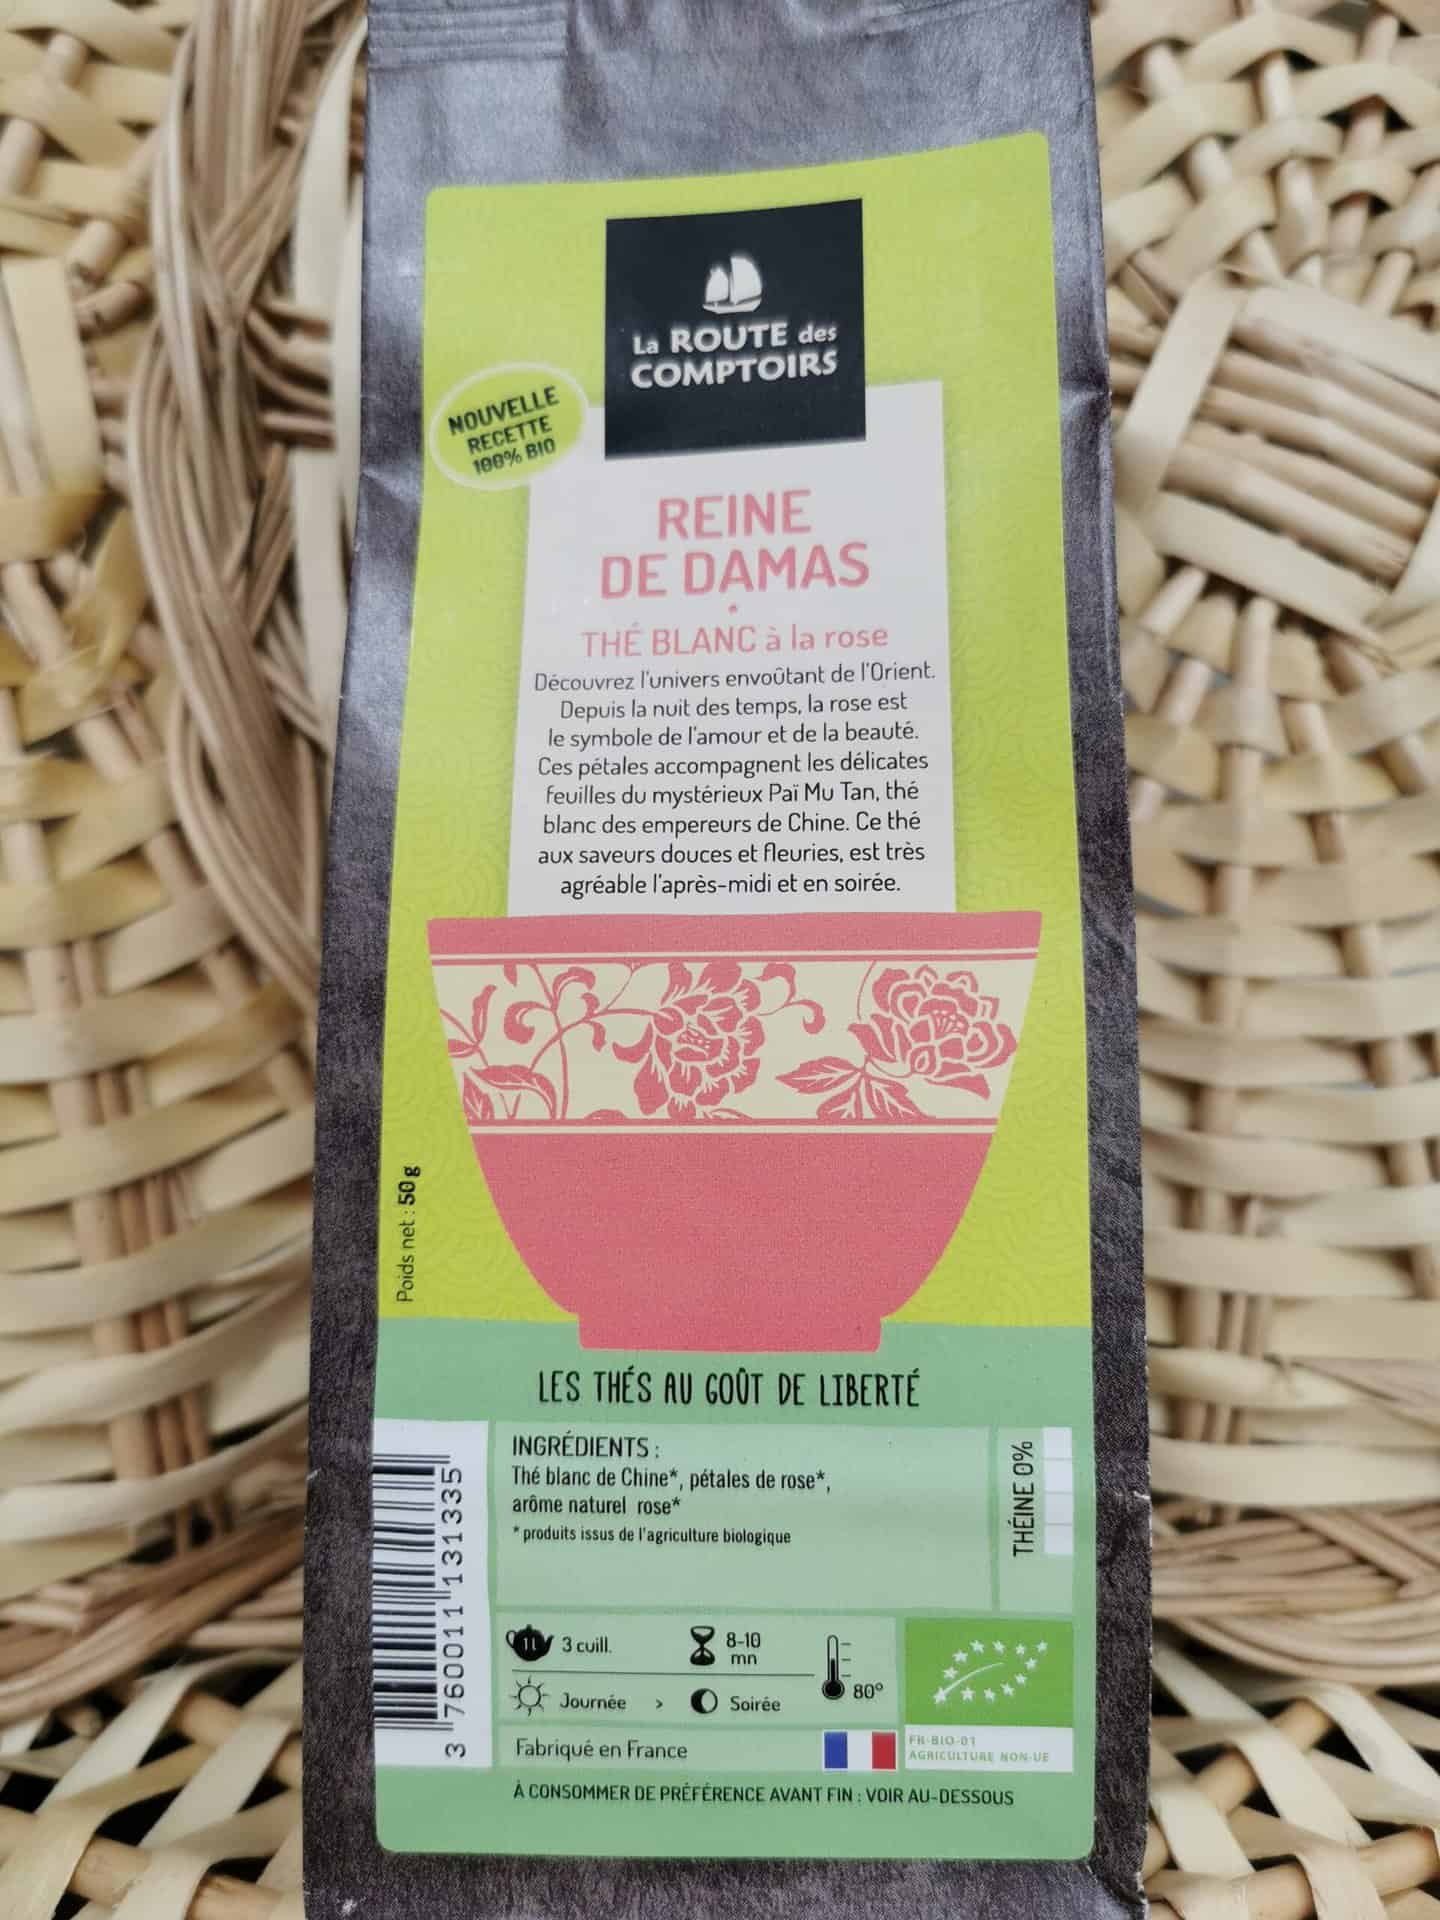 La ROUTE des
COMPTOIRS
NOUVELLE
RECETTE
100% BIO
REINE
DE DAMAS
THÉ BLANC à la rose
Découvrez l'univers envoûtant de l'Orient.
Depuis la nuit des temps, la rose est
le symbole de l'amour et de la beauté.
Ces pétales accompagnent les délicates
feuilles du mystérieux Paï Mu Tan, thé
blanc des empereurs de Chine. Ce thé
aux saveurs douces et fleuries, est très
agréable l'après-midi et en soirée.
Poids net : 50 g
LES THÉS AU GOÛT DE LIBERTÉ
INGRÉDIENTS :
Thé blanc de Chine*, pétales de rose*,
arôme naturel rose*
* produits issus de l'agriculture biologique
THÉINE 0%
3 760011 131335
1L 3 cuill.
8-10
mn
80°
Journée > Soirée
Fabriqué en France
FR-BIO-01
AGRICULTURE NON-UE
À CONSOMMER DE PRÉFÉRENCE AVANT FIN : VOIR AU-DESSOUS